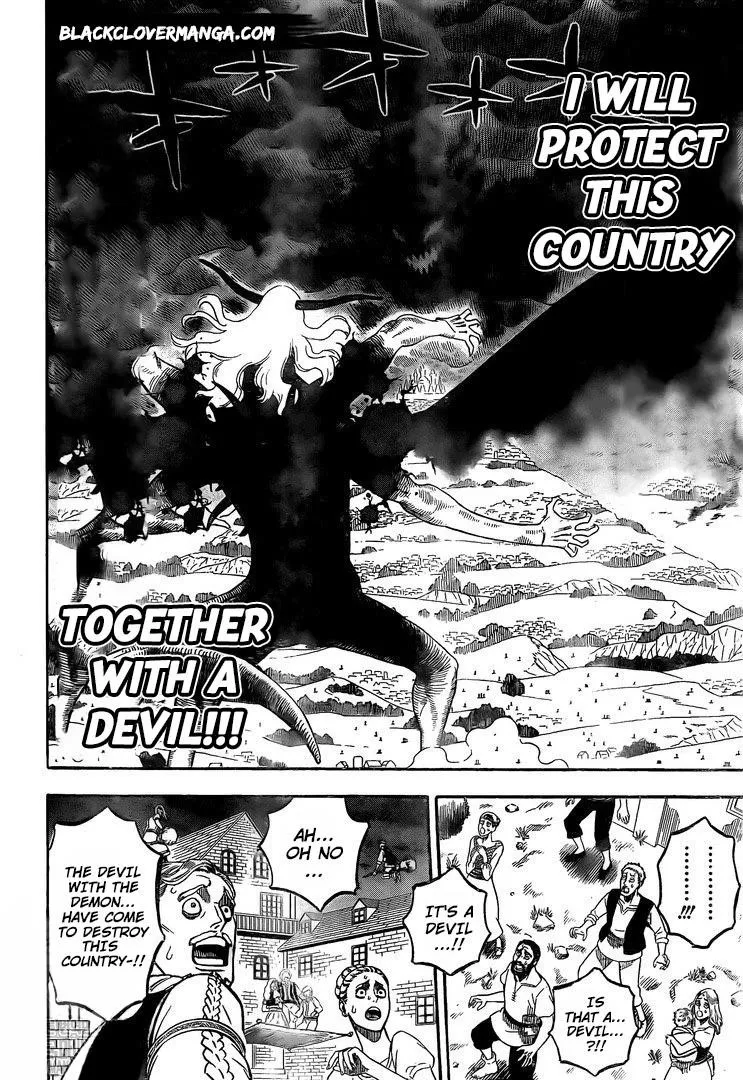 BLACKCLOVERMANGA.COM
I WILL
PROTECT
THIS
COUNTRY
TOGETHER
WITH A
DEVIL!!!
THE DEVIL
WITH THE
DEMON...
HAVE COME
TO DESTROY
THIS
COUNTRY-!!
AH...
OH NO
...
IT'S A
DEVIL
...!!
.........
!!!
IS
THAT A
DEVIL...
?!!